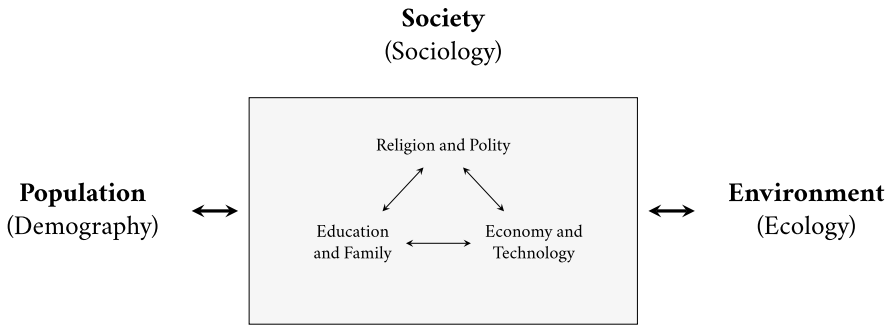 Society
(Sociology)
Religion and Polity
Population
(Demography)
Education
and Family
Economy and
Technology
Environment
(Ecology)